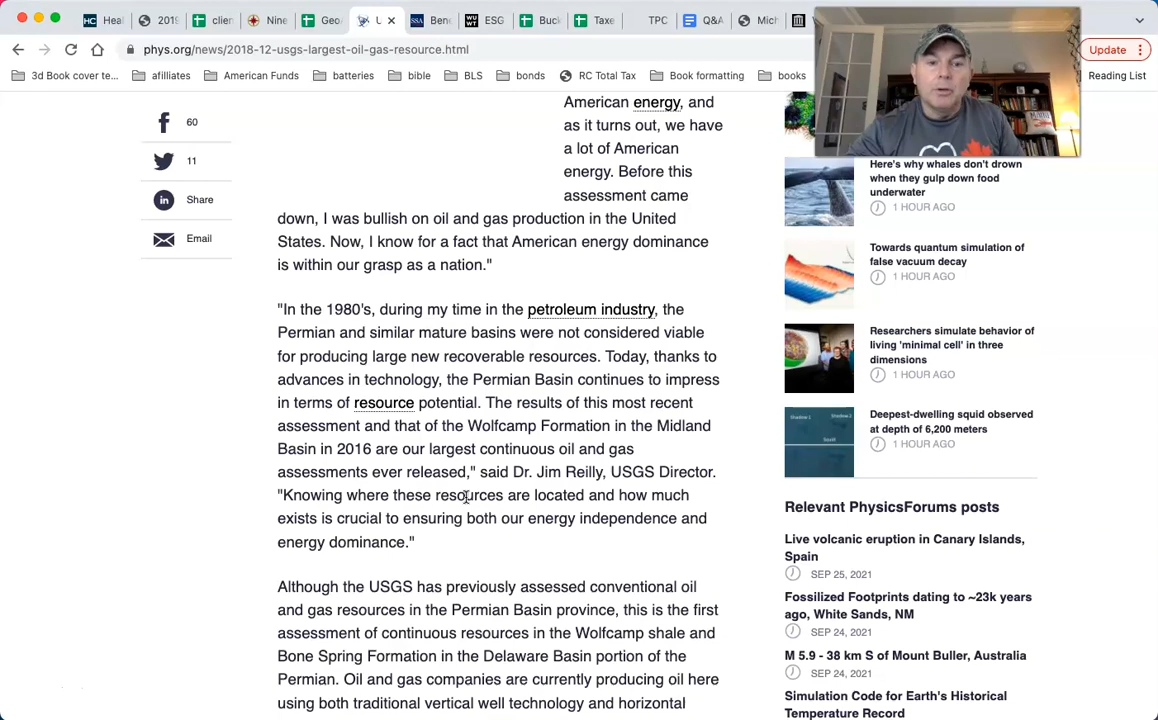 HC Heal
2019
clien
Nine
Geo
U
SSA Ben
WU WT ESG
Buck
Taxe
TPC
Q&A
Mich
phys.org/news/2018-12-usgs-largest-oil-gas-resource.html
Update
3d Book cover te...
afiliates
American Funds
batteries
bible
BLS
bonds
RC Total Tax
Book formatting
books
Reading List
60
11
Share
Email
American energy, and
as it turns out, we have
a lot of American
energy. Before this
assessment came
down, I was bullish on oil and gas production in the United
States. Now, I know for a fact that American energy dominance
is within our grasp as a nation."
"In the 1980's, during my time in the petroleum industry, the
Permian and similar mature basins were not considered viable
for producing large new recoverable resources. Today, thanks to
advances in technology, the Permian Basin continues to impress
in terms of resource potential. The results of this most recent
assessment and that of the Wolfcamp Formation in the Midland
Basin in 2016 are our largest continuous oil and gas
assessments ever released," said Dr. Jim Reilly, USGS Director.
"Knowing where these resources are located and how much
exists is crucial to ensuring both our energy independence and
energy dominance."
Although the USGS has previously assessed conventional oil
and gas resources in the Permian Basin province, this is the first
assessment of continuous resources in the Wolfcamp shale and
Bone Spring Formation in the Delaware Basin portion of the
Permian. Oil and gas companies are currently producing oil here
using both traditional vertical well technology and horizontal
Here's why whales don't drown
when they gulp down food
underwater
1 HOUR AGO
Towards quantum simulation of
false vacuum decay
1 HOUR AGO
Researchers simulate behavior of
living 'minimal cell' in three
dimensions
1 HOUR AGO
Deepest-dwelling squid observed
at depth of 6,200 meters
1 HOUR AGO
Relevant PhysicsForums posts
Live volcanic eruption in Canary Islands,
Spain
SEP 25, 2021
Fossilized Footprints dating to ~23k years
ago, White Sands, NM
SEP 24, 2021
M 5.9 - 38 km S of Mount Buller, Australia
SEP 24, 2021
Simulation Code for Earth's Historical
Temperature Record